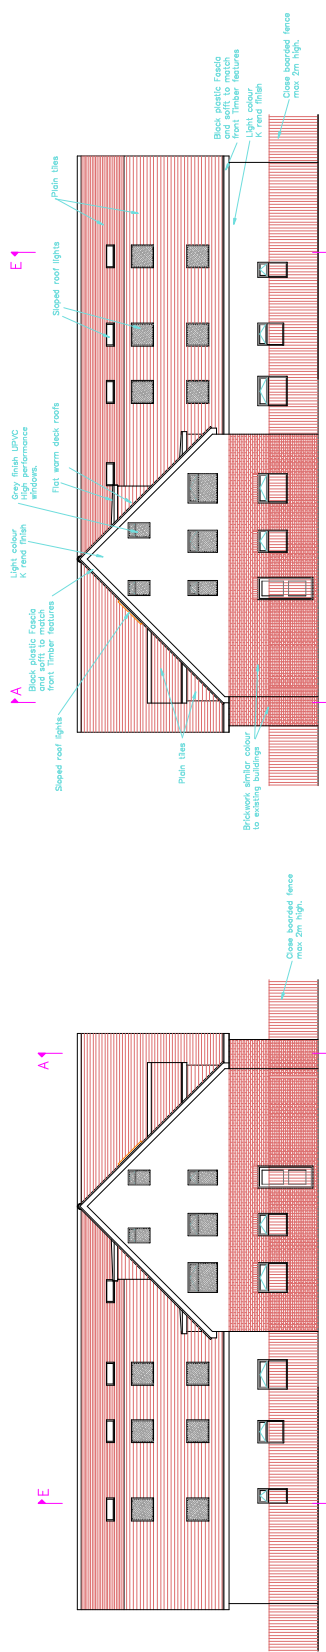 A
E
Light colour
K rend finish
Grey finish UPVC
High performance
windows.
Black plastic Fascia
and soffit to match
front Timber features
Flat warm deck roofs
Sloped roof lights
Plain tiles
Sloped roof lights
Plain tiles
Black plastic Fascia
and soffit to match
front Timber features
Light colour
K rend finish
Close boarded fence
max 2m high.
Brickwork similar colour
to existing buildings
E
A
Close boarded fence
max 2m high.